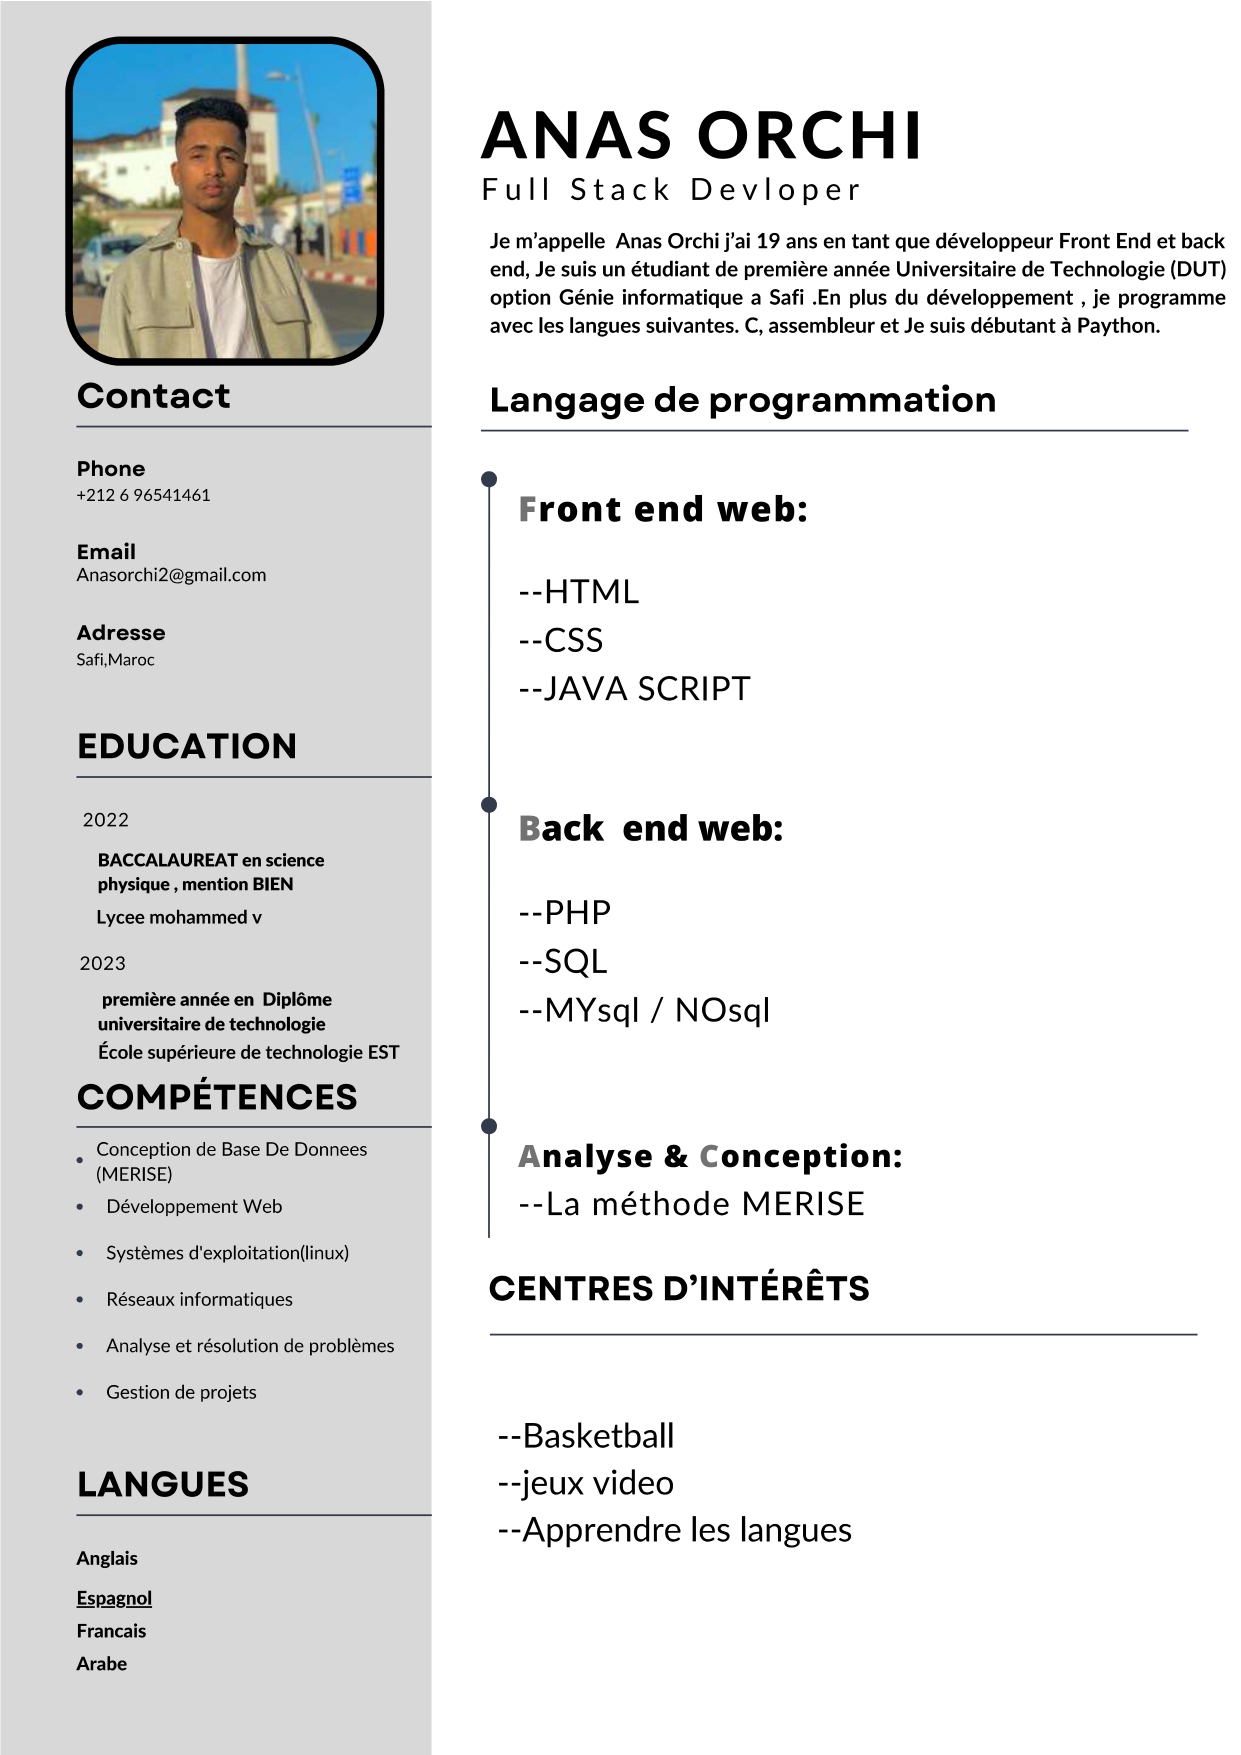 ANAS ORCHI
Full Stack Devloper
Je m’appelle  Anas Orchi j’ai 19 ans en tant que développeur Front End et back
end, Je suis un étudiant de première année Universitaire de Technologie (DUT)
option Génie informatique a Safi .En plus du développement , je programme
avec les langues suivantes. C, assembleur et Je suis débutant à Paython.
Contact
Phone
+212 6 96541461
Email
Anasorchi2@gmail.com
Adresse
Safi,Maroc
EDUCATION
2022
BACCALAUREAT en science
physique , mention BIEN
Lycee mohammed v
2023
première année en  Diplôme
universitaire de technologie
École supérieure de technologie EST
COMPÉTENCES
• Conception de Base De Donnees
(MERISE)
• Développement Web
• Systèmes d'exploitation(linux)
• Réseaux informatiques
• Analyse et résolution de problèmes
• Gestion de projets
LANGUES
Anglais
Espagnol
Francais
Arabe
Langage de programmation
Front end web:
--HTML
--CSS
--JAVA SCRIPT
Back  end web:
--PHP
--SQL
--MYsql / NOsql
Analyse & Conception:
--La méthode MERISE
CENTRES D’INTÉRÊTS
--Basketball
--jeux video
--Apprendre les langues